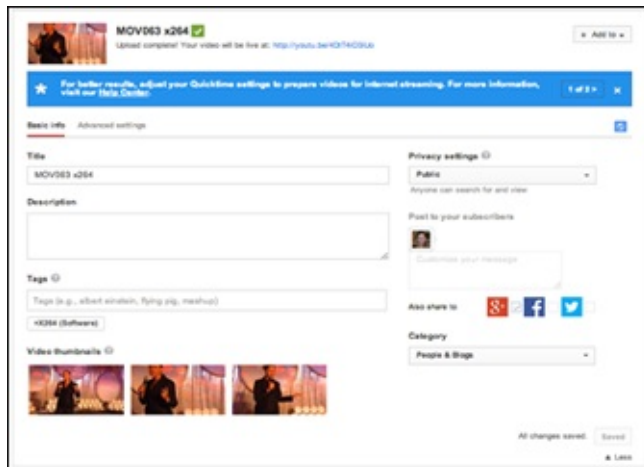 MOV063 x264
+ Add to
Upload complete! Your video will be live at:
For better results, adjust your Quicktime settings to prepare videos for internet streaming. For more information,
visit our Help Center.
1 of 2 >
Basic info Advanced settings
Title
MOV063 x264
Description
Tags
Tags (e.g., albert einstein, flying pig, mashup)
+X264 (Software)
Video thumbnails
Privacy settings
Public
Anyone can search for and view
Post to your subscribers
Customize your message
Also share to
Category
People & Blogs
All changes saved. Saved
Less